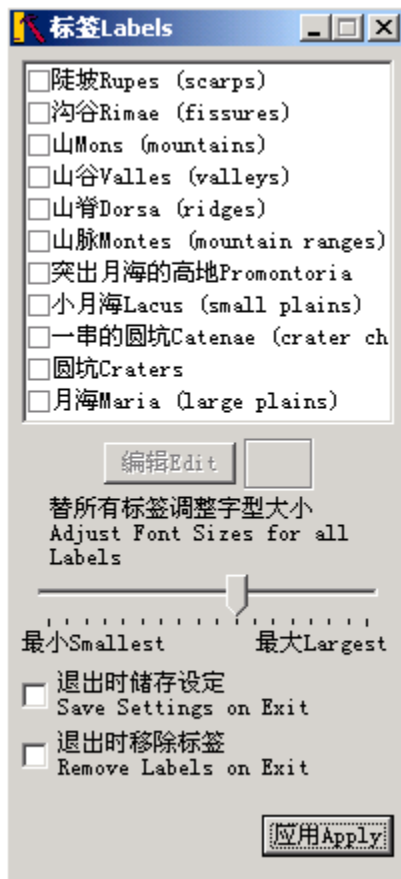 标签Labels
陡坡Rupes (scarps)
沟谷Rimae (fissures)
山Mons (mountains)
山谷Valles (valleys)
山脊Dorsa (ridges)
山脉Montes (mountain ranges)
突出月海的高地Promontoria
小月海Lacus (small plains)
一串的圆坑Catenae (crater ch
圆坑Craters
月海Maria (large plains)
编辑Edit
替所有标签调整字型大小
Adjust Font Sizes for all
Labels
最小Smallest 最大Largest
退出时储存设定
Save Settings on Exit
退出时移除标签
Remove Labels on Exit
应用Apply